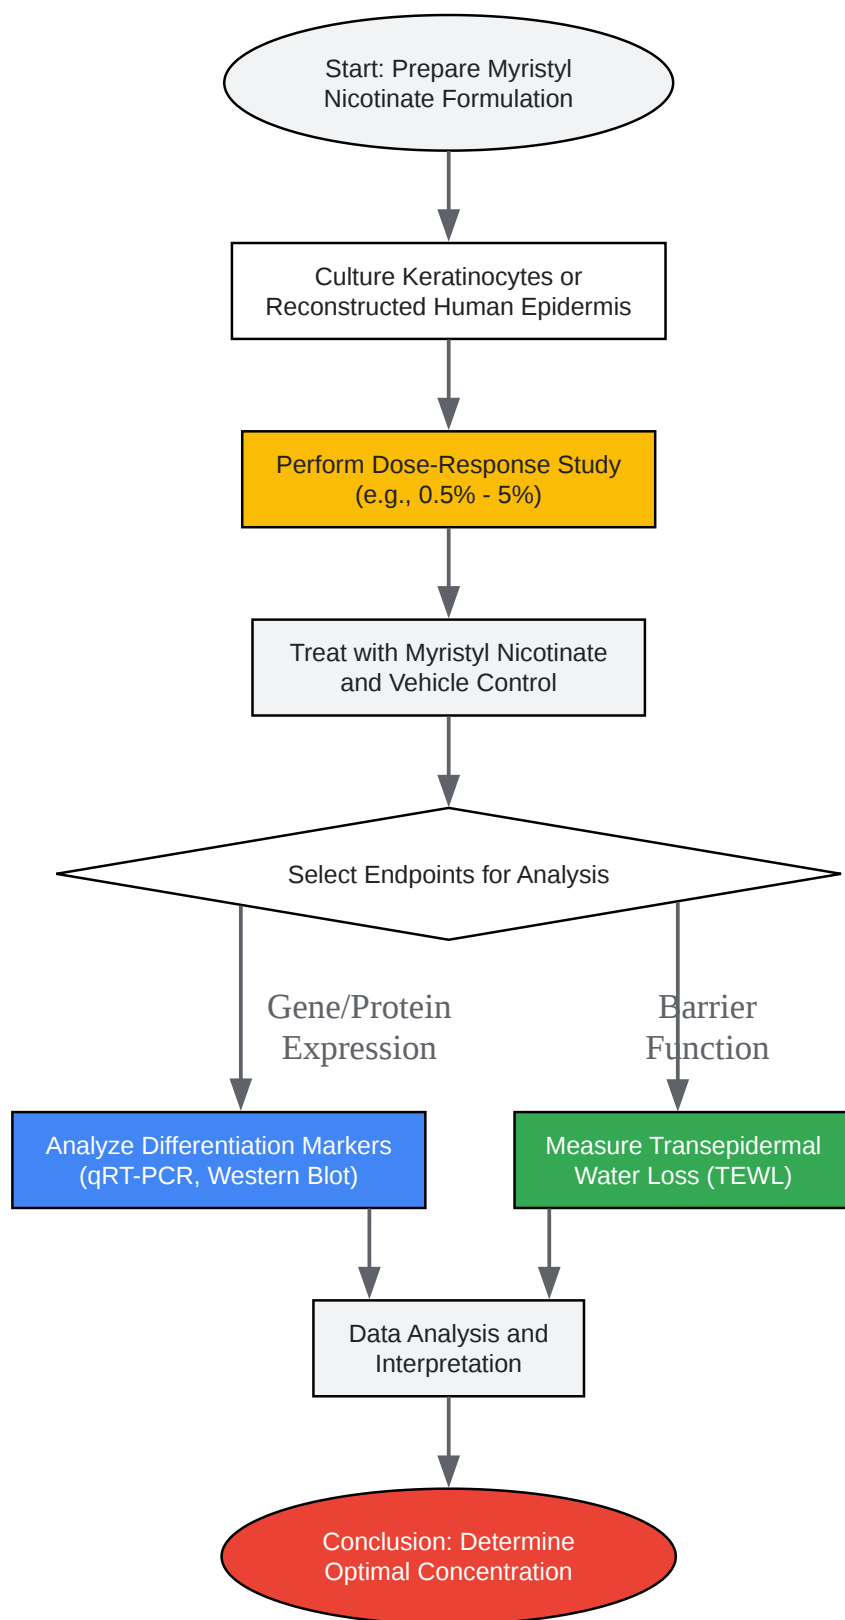 Start: Prepare Myristyl
Nicotinate Formulation
Culture Keratinocytes or
Reconstructed Human Epidermis
Perform Dose-Response Study
(e.g., 0.5% - 5%)
Treat with Myristyl Nicotinate
and Vehicle Control
Select Endpoints for Analysis
Gene/Protein
Expression
Barrier
Function
Analyze Differentiation Markers
(qRT-PCR, Western Blot)
Measure Transepidermal
Water Loss (TEWL)
Data Analysis and
Interpretation
Conclusion: Determine
Optimal Concentration